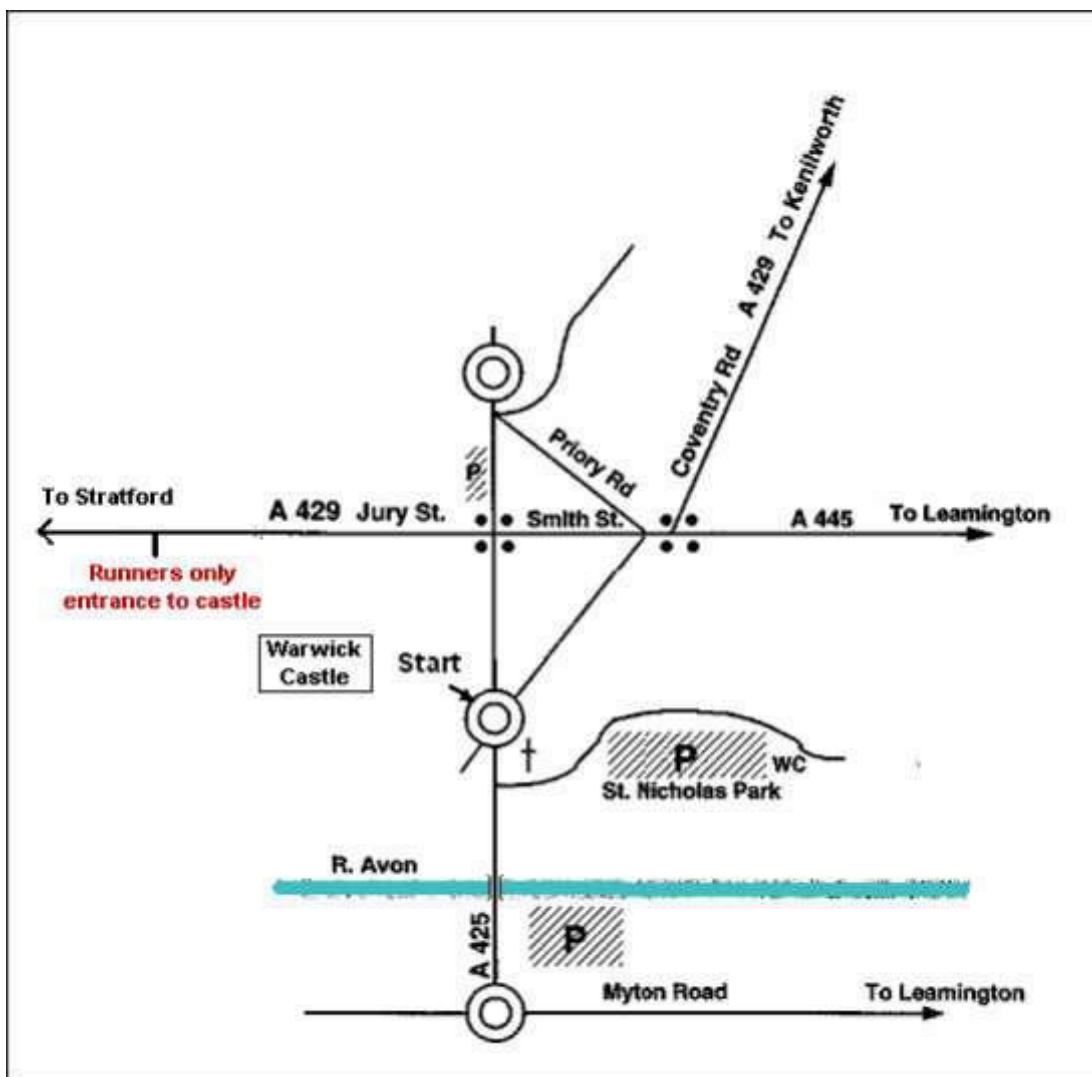 Coventry Rd A 429 To Kenilworth
Priory Rd
P
To Stratford
A 429 Jury St.
Smith St.
A 445
To Leamington
Runners only
entrance to castle
Warwick
Castle
Start
P
WC
St. Nicholas Park
R. Avon
A 425
P
Myton Road
To Leamington